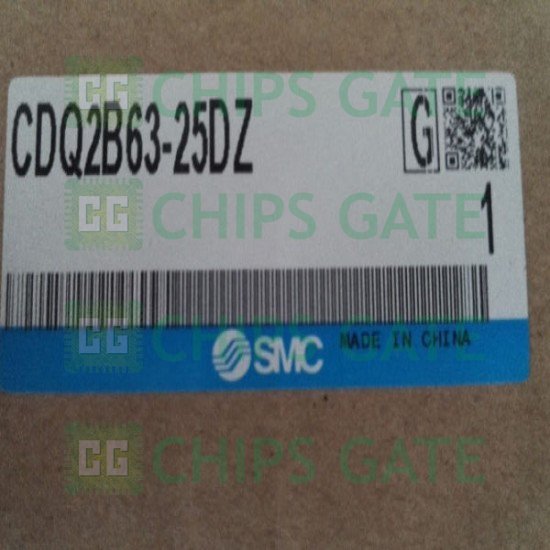 CG CHIPS GATE
CDQ2B63-25DZ
G
CG CHIPS GATE
1
CG CHIPS GATE
SMC
MADE IN CHINA
CG CHIPS GATE